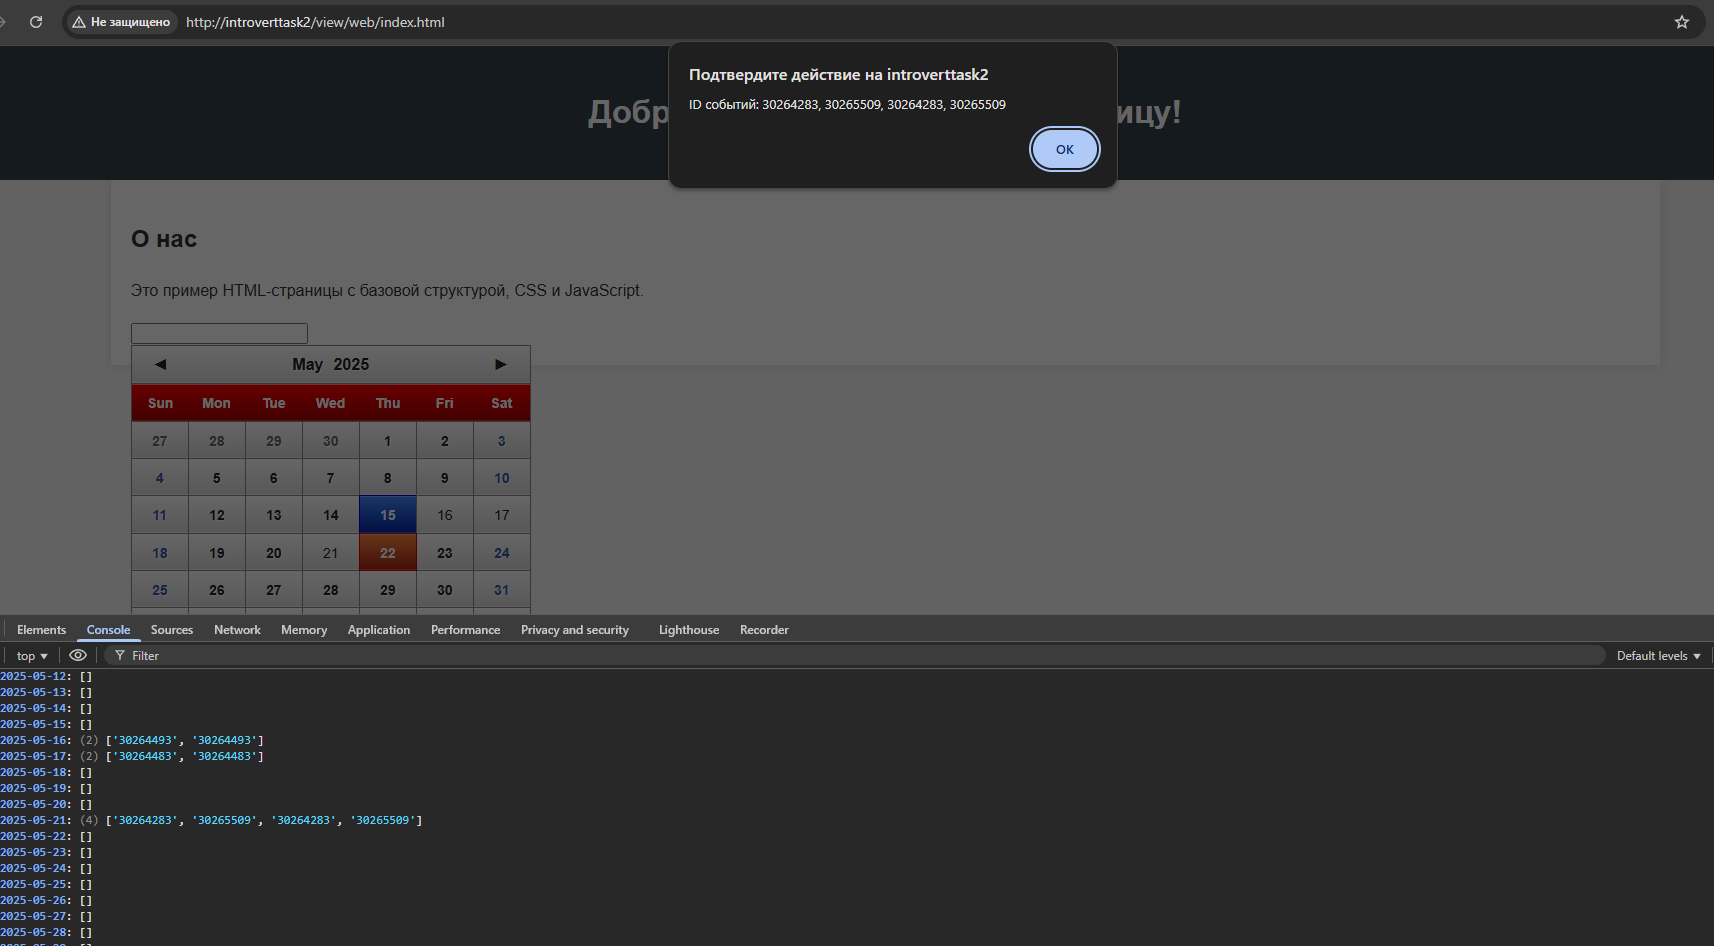 Не защищено http://introverttask2/view/web/index.html
Подтвердите действие на introverttask2
ID событий: 30264283, 30265509, 30264283, 30265509
OK
Добр ицу!
О нас
Это пример HTML-страницы с базовой структурой, CSS и JavaScript.
◀ May 2025 ▶
Sun Mon Tue Wed Thu Fri Sat
27 28 29 30 1 2 3
4 5 6 7 8 9 10
11 12 13 14 15 16 17
18 19 20 21 22 23 24
25 26 27 28 29 30 31
Elements Console Sources Network Memory Application Performance Privacy and security Lighthouse Recorder
top ▼ Filter Default levels ▼
2025-05-12: []
2025-05-13: []
2025-05-14: []
2025-05-15: []
2025-05-16: (2) ['30264493', '30264493']
2025-05-17: (2) ['30264483', '30264483']
2025-05-18: []
2025-05-19: []
2025-05-20: []
2025-05-21: (4) ['30264283', '30265509', '30264283', '30265509']
2025-05-22: []
2025-05-23: []
2025-05-24: []
2025-05-25: []
2025-05-26: []
2025-05-27: []
2025-05-28: []